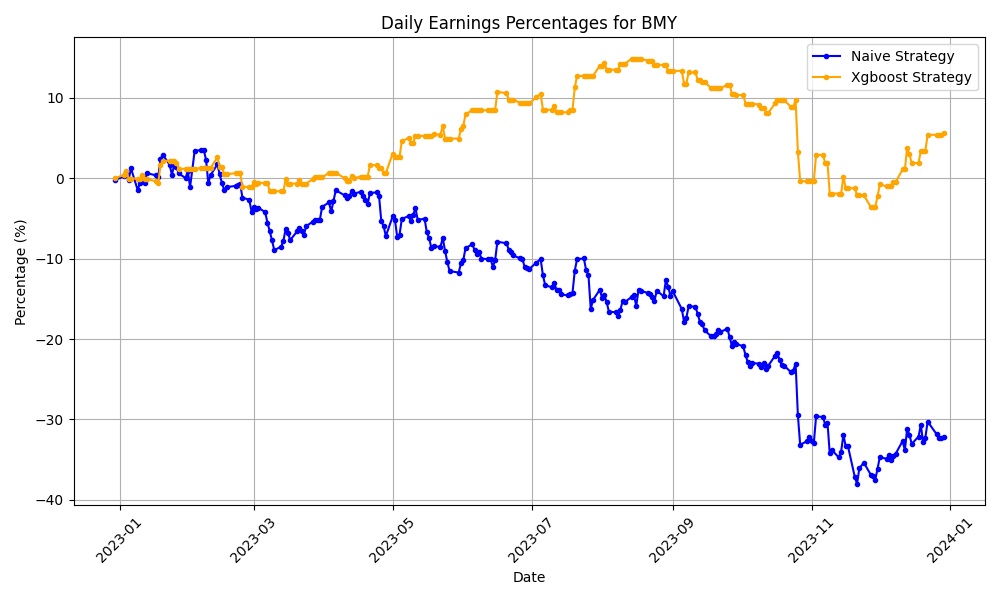 Daily Earnings Percentages for BMY
Naive Strategy
Xgboost Strategy
Percentage (%)
10
0
−10
−20
−30
−40
2023-01
2023-03
2023-05
2023-07
2023-09
2023-11
2024-01
Date